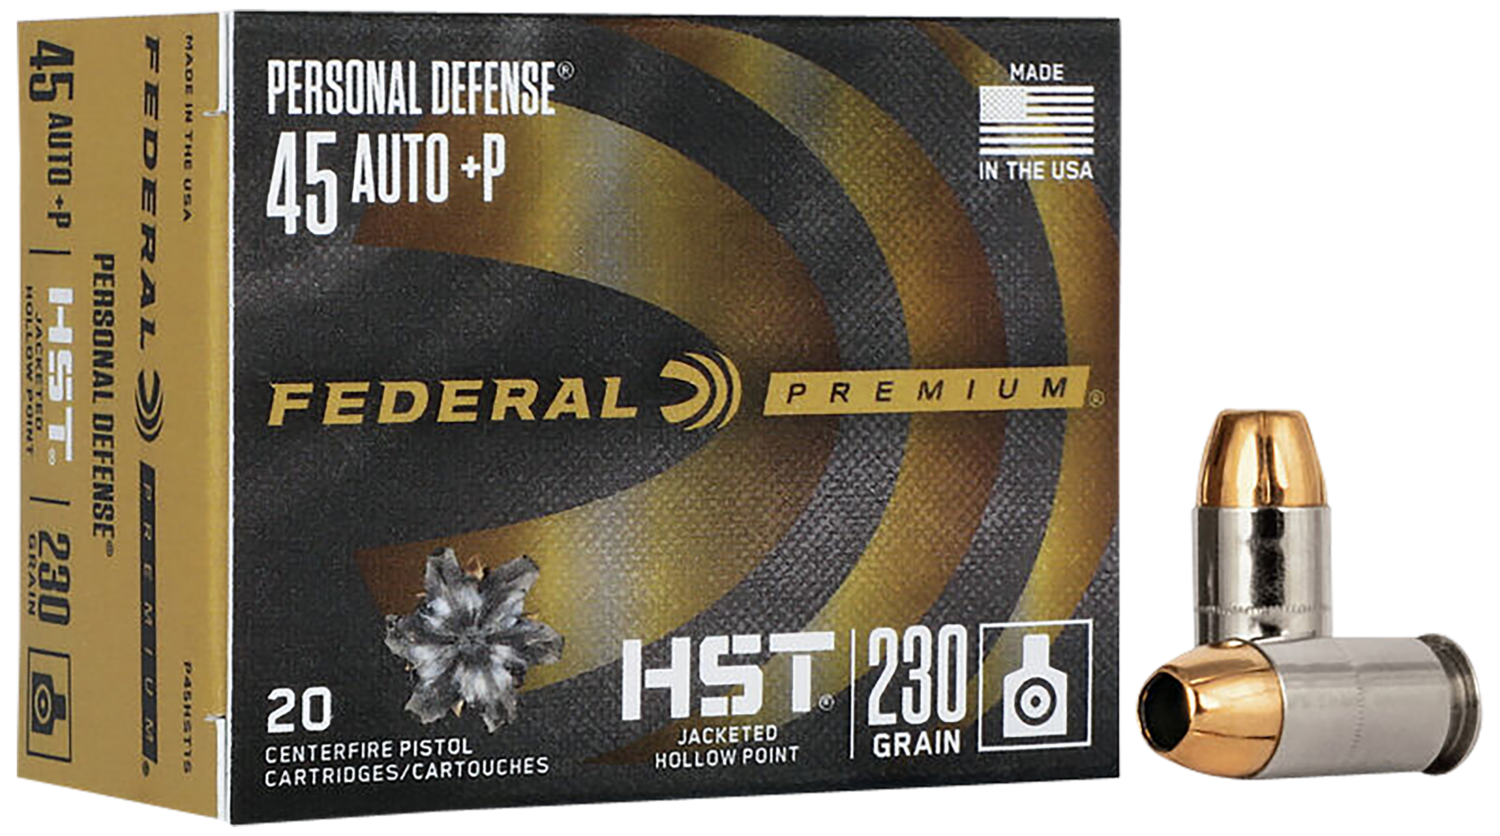 MADE IN THE USA
P45HST1S
FEDERAL PREMIUM®
PERSONAL DEFENSE®
45 AUTO +P | HST® | 230
JACKETED
HOLLOW POINT
GRAIN
PERSONAL DEFENSE®
45 AUTO +P
MADE
IN THE USA
FEDERAL PREMIUM®
20
CENTERFIRE PISTOL
CARTRIDGES/CARTOUCHES
HST®
JACKETED
HOLLOW POINT
230
GRAIN